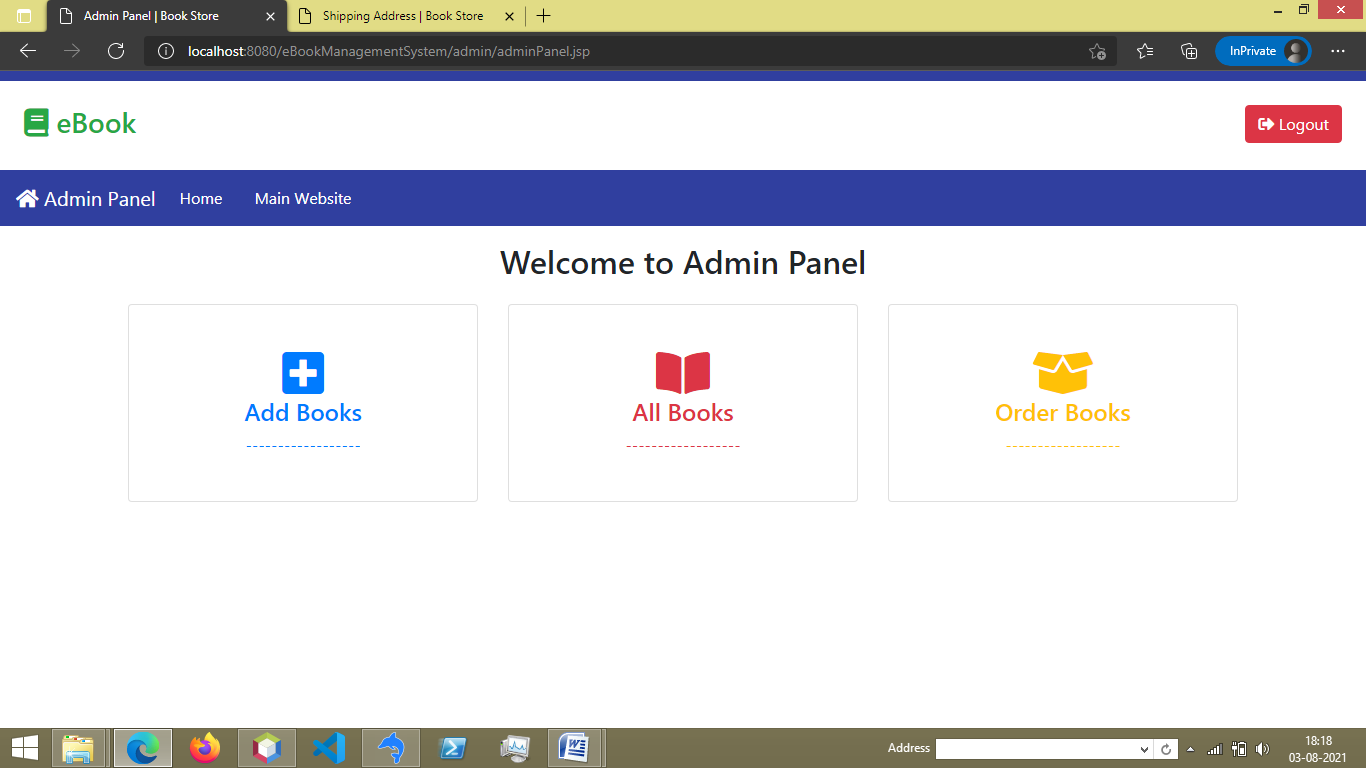 Admin Panel | Book Store
Shipping Address | Book Store
localhost:8080/eBookManagementSystem/admin/adminPanel.jsp
InPrivate
eBook
Logout
Admin Panel Home Main Website
Welcome to Admin Panel
Add Books
-----------------
All Books
-----------------
Order Books
-----------------
Address
18:18
03-08-2021